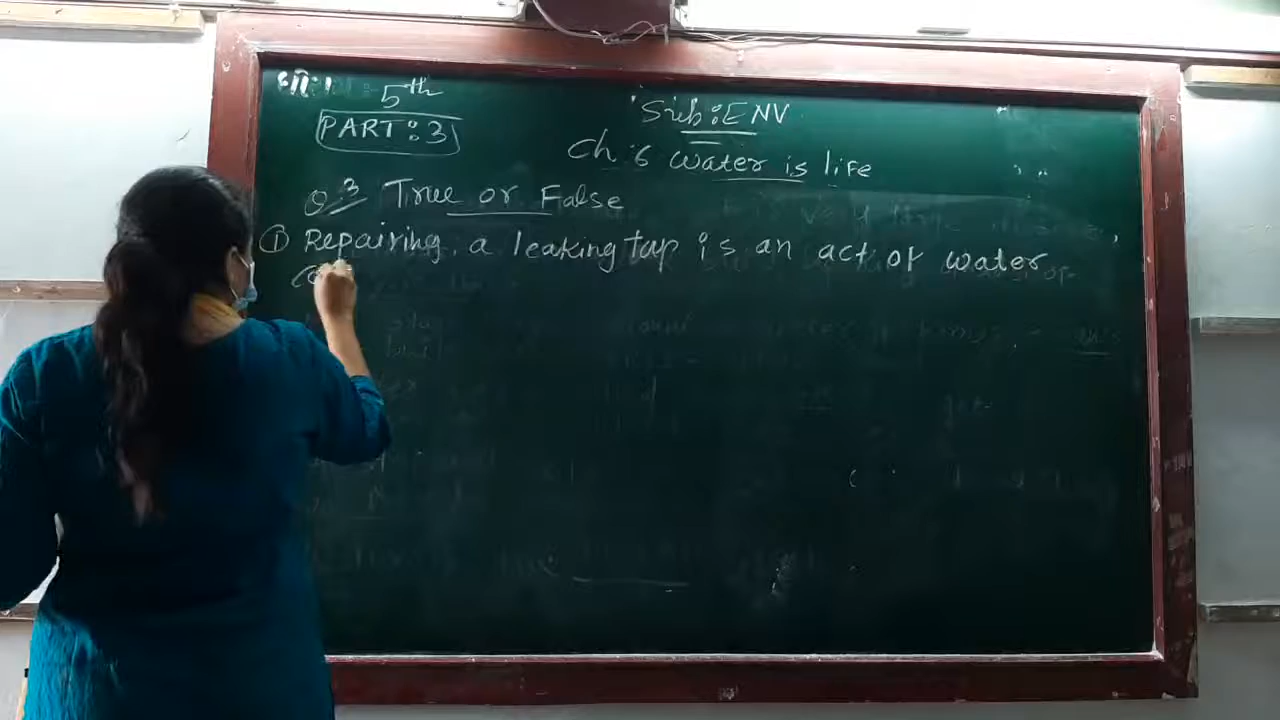 5th
PART:3
Sub:ENV
Ch:6 Water is life
Q.3 True or False
① Repairing a leaking tap is an act of water
co